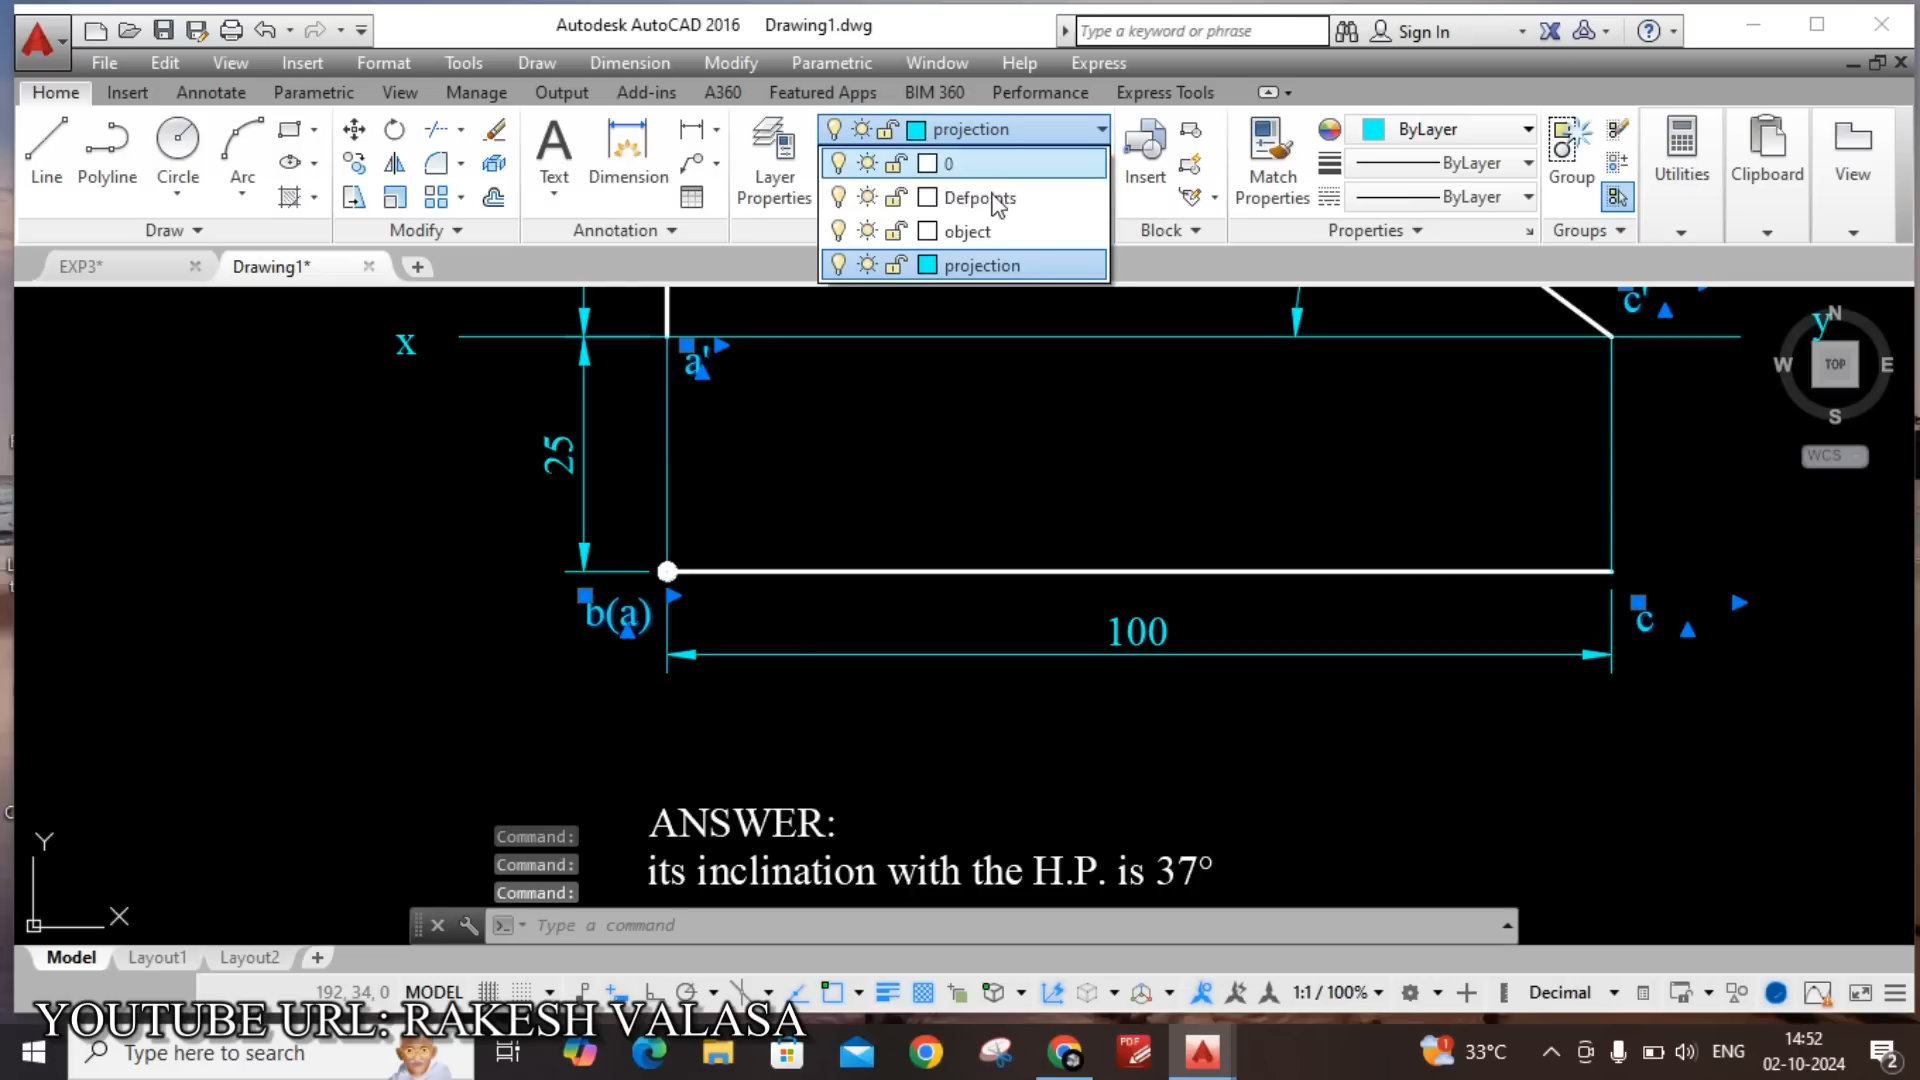 Autodesk AutoCAD 2016 Drawing1.dwg
Type a keyword or phrase
Sign In
File Edit View Insert Format Tools Draw Dimension Modify Parametric Window Help Express
Home Insert Annotate Parametric View Manage Output Add-ins A360 Featured Apps BIM 360 Performance Express Tools
Line Polyline Circle Arc
Text Dimension
Layer Properties
projection
0
Defpoints
object
projection
Insert
Match Properties
ByLayer
ByLayer
ByLayer
Group
Utilities
Clipboard
View
Draw Modify Annotation Block Properties Groups
EXP3* Drawing1*
x
y
a'
c'
N
W TOP E
S
WCS
25
b(a)
c
100
ANSWER:
its inclination with the H.P. is 37°
Command:
Command:
Command:
Type a command
Y
X
Model Layout1 Layout2
192, 34, 0 MODEL 1:1 / 100% Decimal
YOUTUBE URL: RAKESH VALASA
Type here to search
PDF
33°C
ENG
14:52
02-10-2024
2